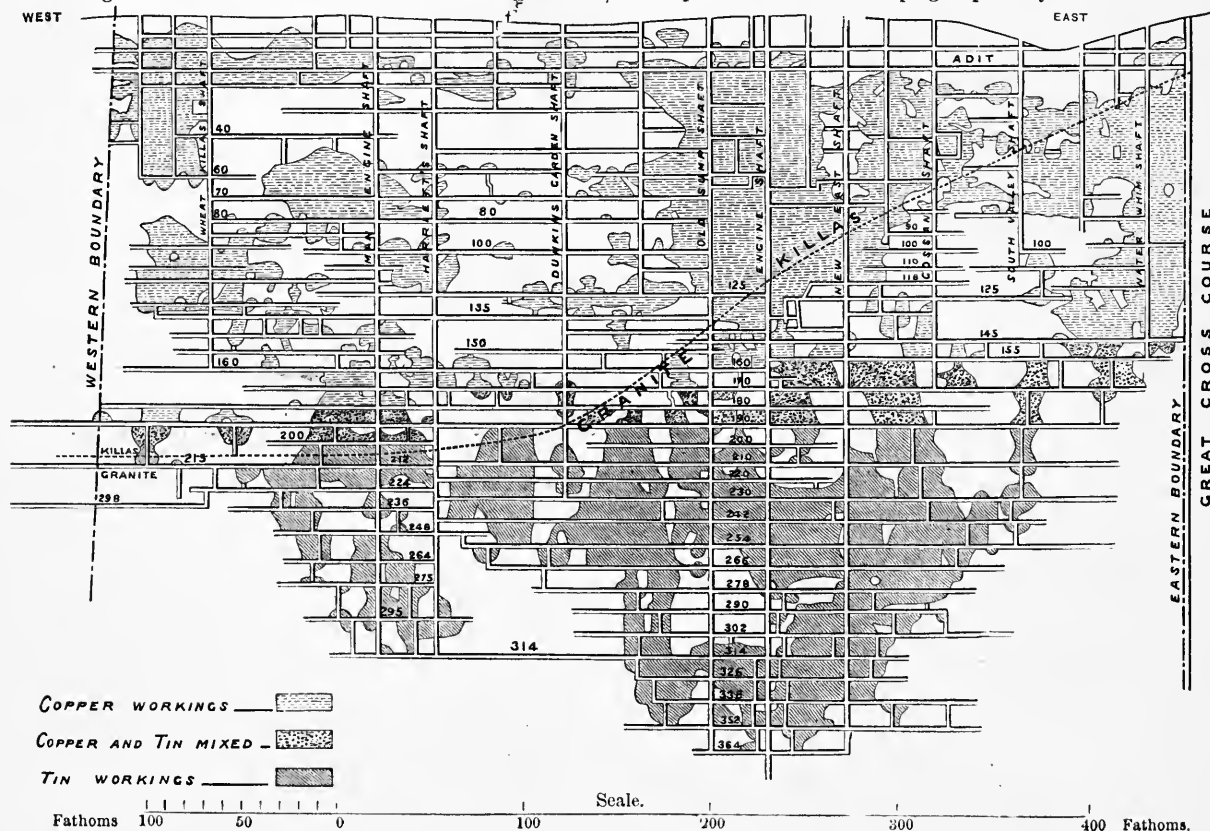 WEST
EAST
ADIT
WESTERN BOUNDARY
WHEAT KILLAS SHAFT
MAN ENGINE SHAFT
HARRIETT'S SHAFT
DUNKINS GARDEN SHAFT
OLD SUMP SHAFT
ENGINE SHAFT
NEW EAST SHAFT
GOSSAN SHAFT
SOUTH VALLEY SHAFT
WATER WHIM SHAFT
EASTERN BOUNDARY
GREAT CROSS COURSE
KILLAS
GRANITE
40
60
70
80
80
90
100
100
100
110
118
125
125
135
145
150
155
160
160
170
180
190
200
200
KILLAS
213
212
210
GRANITE
220
224
230
298
236
242
248
254
264
266
275
278
290
295
302
314
314
326
338
352
364
COPPER WORKINGS
COPPER AND TIN MIXED
TIN WORKINGS
Scale.
Fathoms 100 50 0 100 200 300 400 Fathoms.